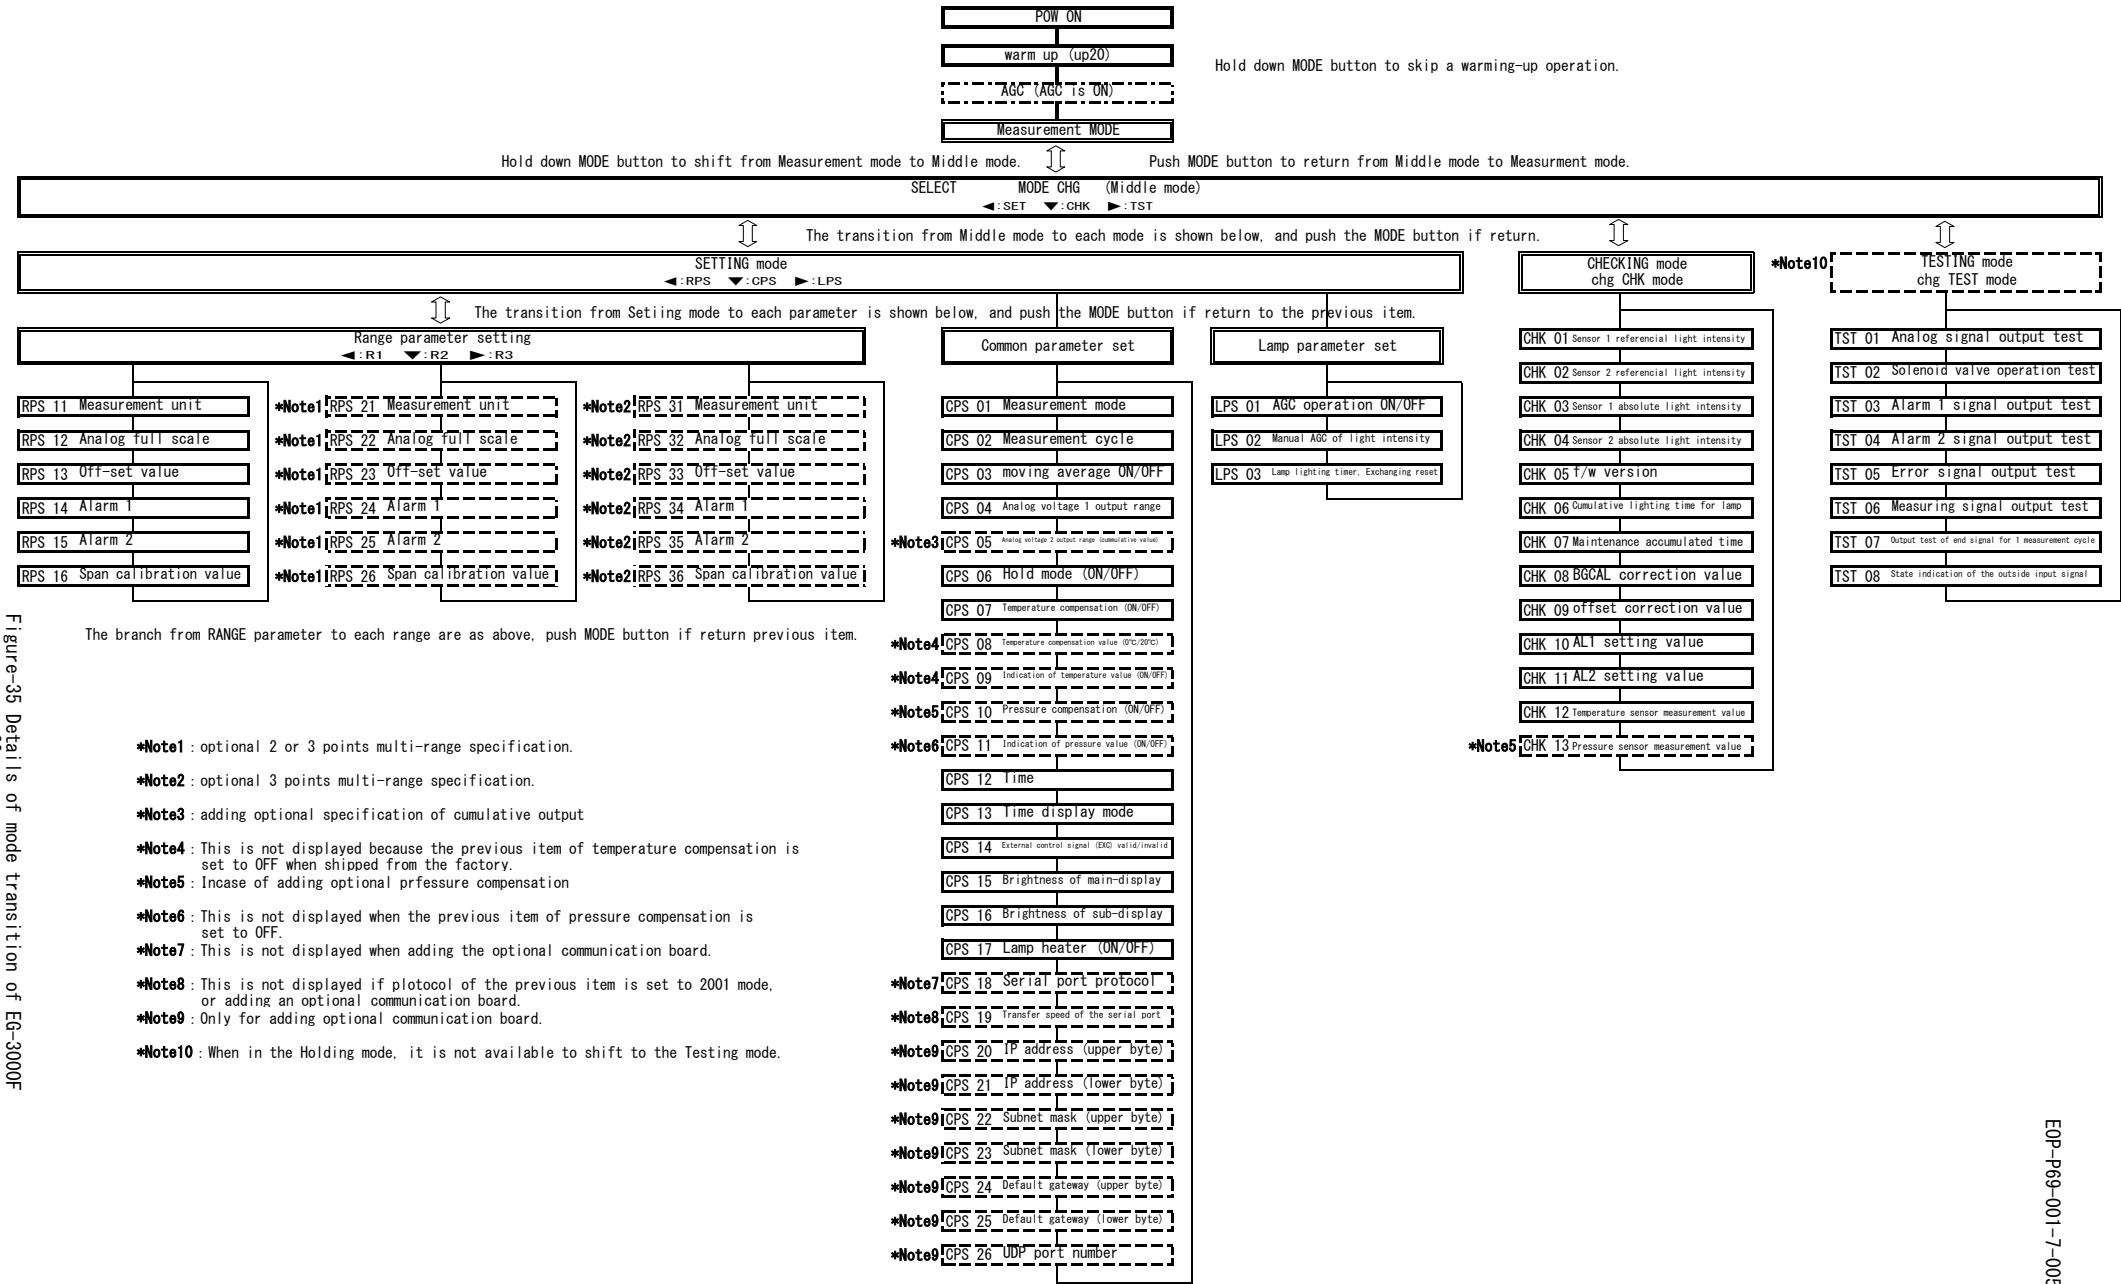 POW ON
warm up (up20)
Hold down MODE button to skip a warming-up operation.
AGC (AGC is ON)
Measurement MODE
Hold down MODE button to shift from Measurement mode to Middle mode.
Push MODE button to return from Middle mode to Measurment mode.
SELECT MODE CHG (Middle mode)
◄:SET ▼:CHK ►:TST
The transition from Middle mode to each mode is shown below, and push the MODE button if return.
SETTING mode
◄:RPS ▼:CPS ►:LPS
CHECKING mode
chg CHK mode
*Note10
TESTING mode
chg TEST mode
The transition from Setiing mode to each parameter is shown below, and push the MODE button if return to the previous item.
Range parameter setting
◄:R1 ▼:R2 ►:R3
Common parameter set
Lamp parameter set
RPS 11 Measurement unit
RPS 12 Analog full scale
RPS 13 Off-set value
RPS 14 Alarm 1
RPS 15 Alarm 2
RPS 16 Span calibration value
*Note1 RPS 21 Measurement unit
*Note1 RPS 22 Analog full scale
*Note1 RPS 23 Off-set value
*Note1 RPS 24 Alarm 1
*Note1 RPS 25 Alarm 2
*Note1 RPS 26 Span calibration value
*Note2 RPS 31 Measurement unit
*Note2 RPS 32 Analog full scale
*Note2 RPS 33 Off-set value
*Note2 RPS 34 Alarm 1
*Note2 RPS 35 Alarm 2
*Note2 RPS 36 Span calibration value
The branch from RANGE parameter to each range are as above, push MODE button if return previous item.
CPS 01 Measurement mode
CPS 02 Measurement cycle
CPS 03 moving average ON/OFF
CPS 04 Analog voltage 1 output range
*Note3 CPS 05 Analog voltage 2 output range (cummulative value)
CPS 06 Hold mode (ON/OFF)
CPS 07 Temperature compensation (ON/OFF)
*Note4 CPS 08 Temperature compensation value (0℃/20℃)
*Note4 CPS 09 Indication of temperature value (ON/OFF)
*Note5 CPS 10 Pressure compensation (ON/OFF)
*Note6 CPS 11 Indication of pressure value (ON/OFF)
CPS 12 Time
CPS 13 Time display mode
CPS 14 External control signal (EXC) valid/invalid
CPS 15 Brightness of main-display
CPS 16 Brightness of sub-display
CPS 17 Lamp heater (ON/OFF)
*Note7 CPS 18 Serial port protocol
*Note8 CPS 19 Transfer speed of the serial port
*Note9 CPS 20 IP address (upper byte)
*Note9 CPS 21 IP address (lower byte)
*Note9 CPS 22 Subnet mask (upper byte)
*Note9 CPS 23 Subnet mask (lower byte)
*Note9 CPS 24 Default gateway (upper byte)
*Note9 CPS 25 Default gateway (lower byte)
*Note9 CPS 26 UDP port number
LPS 01 AGC operation ON/OFF
LPS 02 Manual AGC of light intensity
LPS 03 Lamp lighting timer, Exchanging reset
CHK 01 Sensor 1 referencial light intensity
CHK 02 Sensor 2 referencial light intensity
CHK 03 Sensor 1 absolute light intensity
CHK 04 Sensor 2 absolute light intensity
CHK 05 f/w version
CHK 06 Cumulative lighting time for lamp
CHK 07 Maintenance accumulated time
CHK 08 BGCAL correction value
CHK 09 offset correction value
CHK 10 AL1 setting value
CHK 11 AL2 setting value
CHK 12 Temperature sensor measurement value
*Note5 CHK 13 Pressure sensor measurement value
TST 01 Analog signal output test
TST 02 Solenoid valve operation test
TST 03 Alarm 1 signal output test
TST 04 Alarm 2 signal output test
TST 05 Error signal output test
TST 06 Measuring signal output test
TST 07 Output test of end signal for 1 measurement cycle
TST 08 State indication of the outside input signal
*Note1 : optional 2 or 3 points multi-range specification.
*Note2 : optional 3 points multi-range specification.
*Note3 : adding optional specification of cumulative output
*Note4 : This is not displayed because the previous item of temperature compensation is
set to OFF when shipped from the factory.
*Note5 : Incase of adding optional prfessure compensation
*Note6 : This is not displayed when the previous item of pressure compensation is
set to OFF.
*Note7 : This is not displayed when adding the optional communication board.
*Note8 : This is not displayed if plotocol of the previous item is set to 2001 mode,
or adding an optional communication board.
*Note9 : Only for adding optional communication board.
*Note10 : When in the Holding mode, it is not available to shift to the Testing mode.
Figure-35 Details of mode transition of EG-3000F
EOP-P69-001-7-005